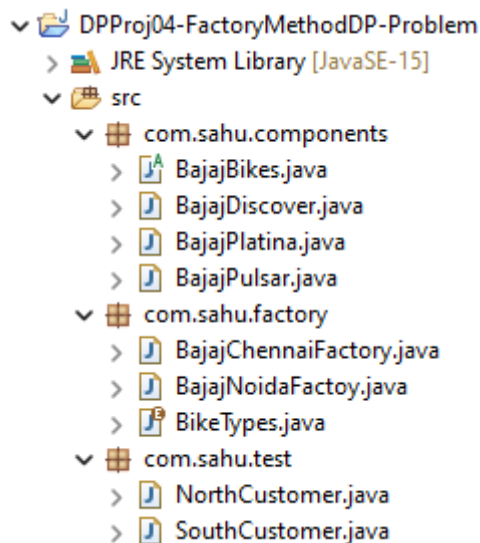 DPProj04-FactoryMethodDP-Problem
JRE System Library [JavaSE-15]
src
com.sahu.components
BajajBikes.java
BajajDiscover.java
BajajPlatina.java
BajajPulsar.java
com.sahu.factory
BajajChennaiFactory.java
BajajNoidaFactoy.java
BikeTypes.java
com.sahu.test
NorthCustomer.java
SouthCustomer.java